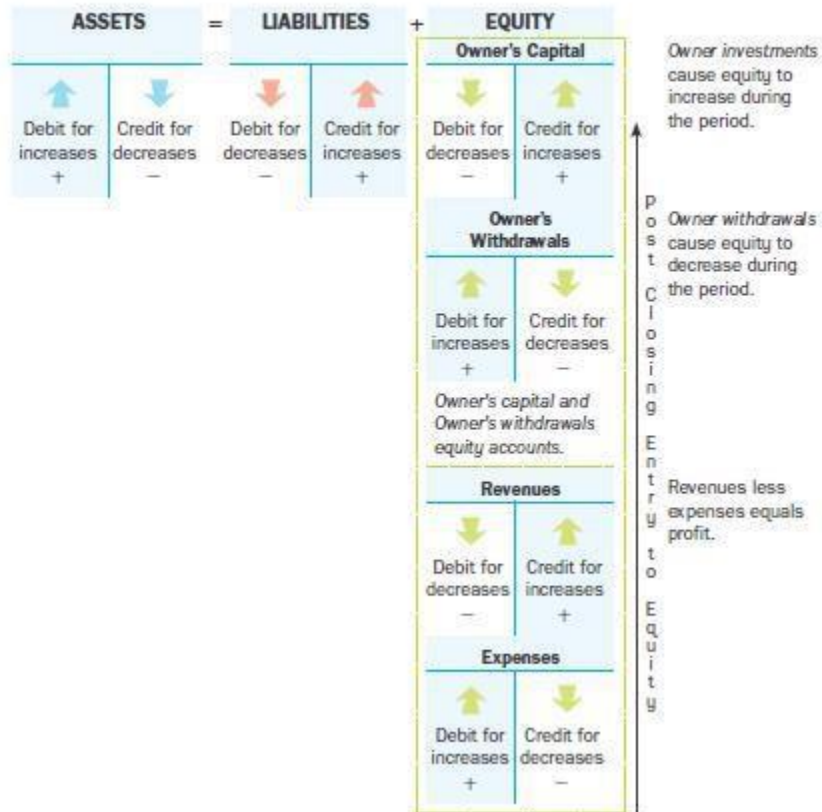 ASSETS = LIABILITIES + EQUITY
Owner's Capital
Debit for increases +
Credit for decreases −
Debit for decreases −
Credit for increases +
Debit for decreases −
Credit for increases +
Owner investments
cause equity to
increase during
the period.
Owner's
Withdrawals
Debit for increases +
Credit for decreases −
Owner withdrawals
cause equity to
decrease during
the period.
Owner's capital and
Owner's withdrawals
equity accounts.
Revenues
Debit for decreases −
Credit for increases +
Revenues less
expenses equals
profit.
Expenses
Debit for increases +
Credit for decreases −
Post Closing Entry to Equity